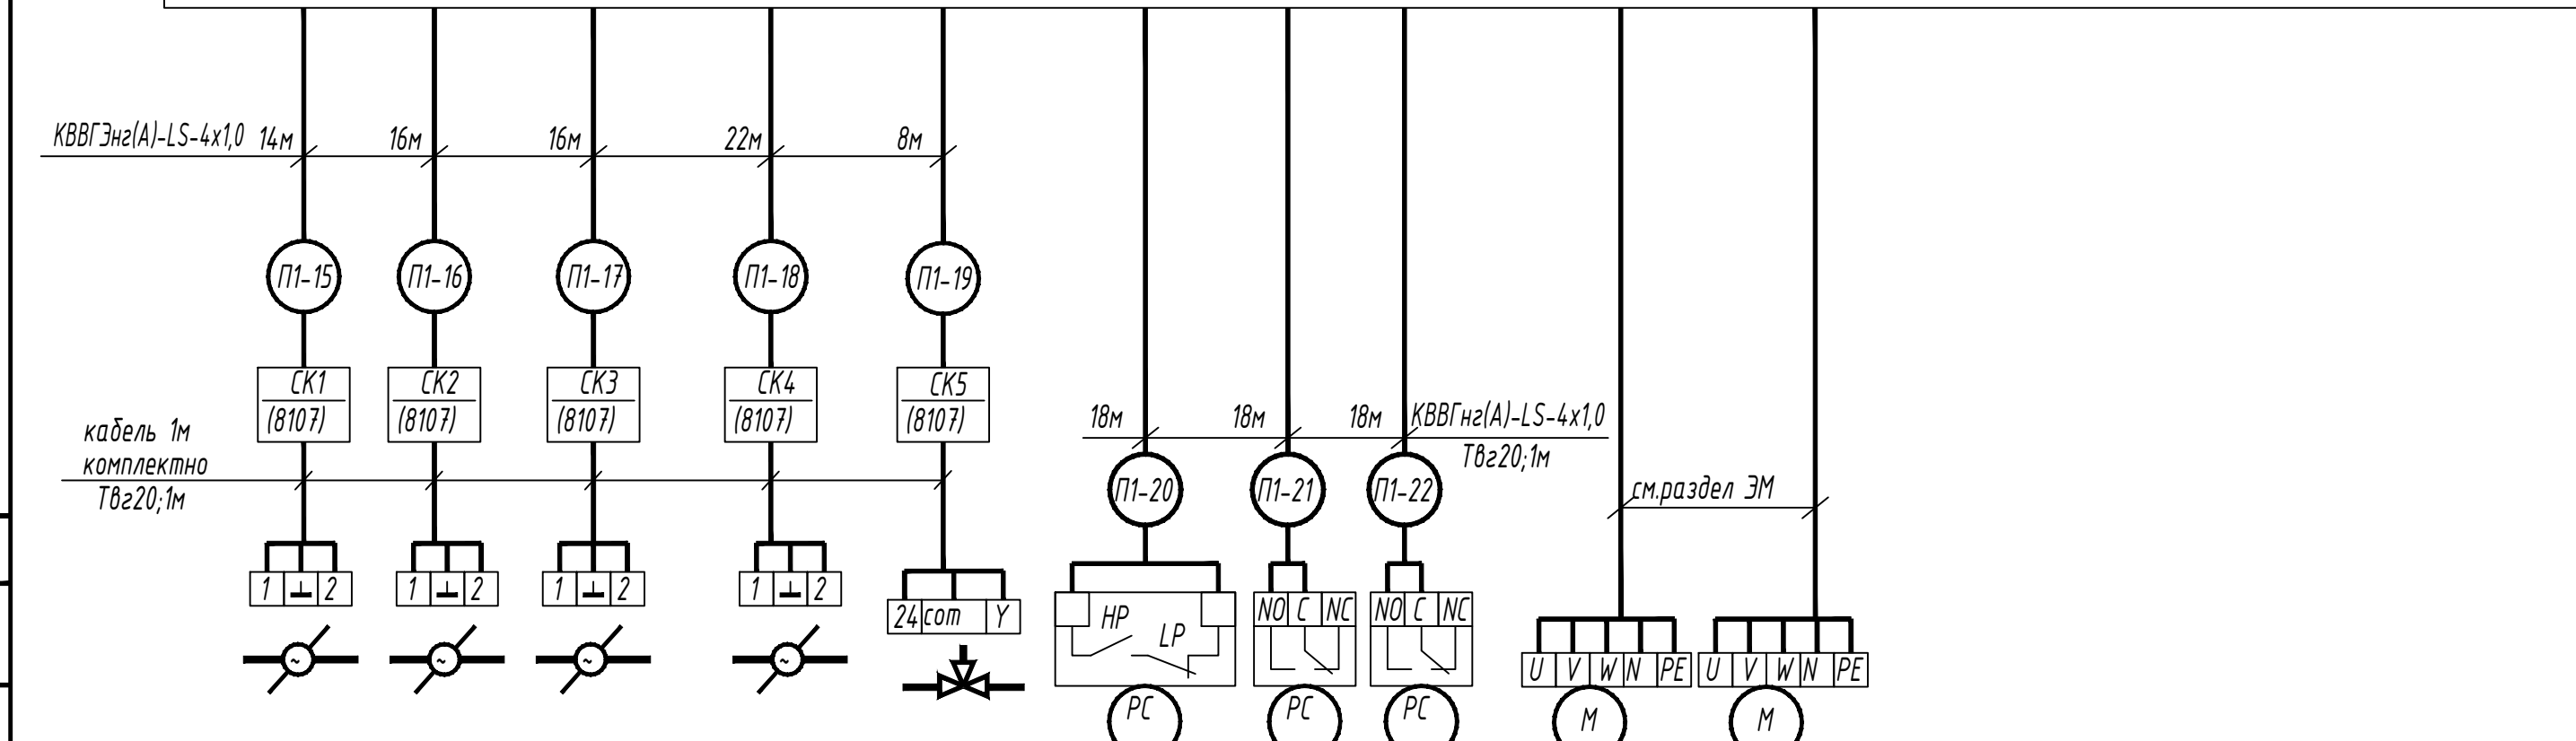 КВВГЭнг(А)-LS-4х1,0 14м 16м 16м 22м 8м
П1-15 П1-16 П1-17 П1-18 П1-19
СК1 СК2 СК3 СК4 СК5
(8107) (8107) (8107) (8107) (8107)
18м 18м 18м КВВГнг(А)-LS-4х1,0
Твг20;1м
кабель 1м
комплектно
Твг20;1м
П1-20 П1-21 П1-22
см.раздел ЭМ
1 2 1 2 1 2 1 2
24 com Y
HP LP
NO C NC NO C NC
U V W N PE U V W N PE
PC PC PC M M